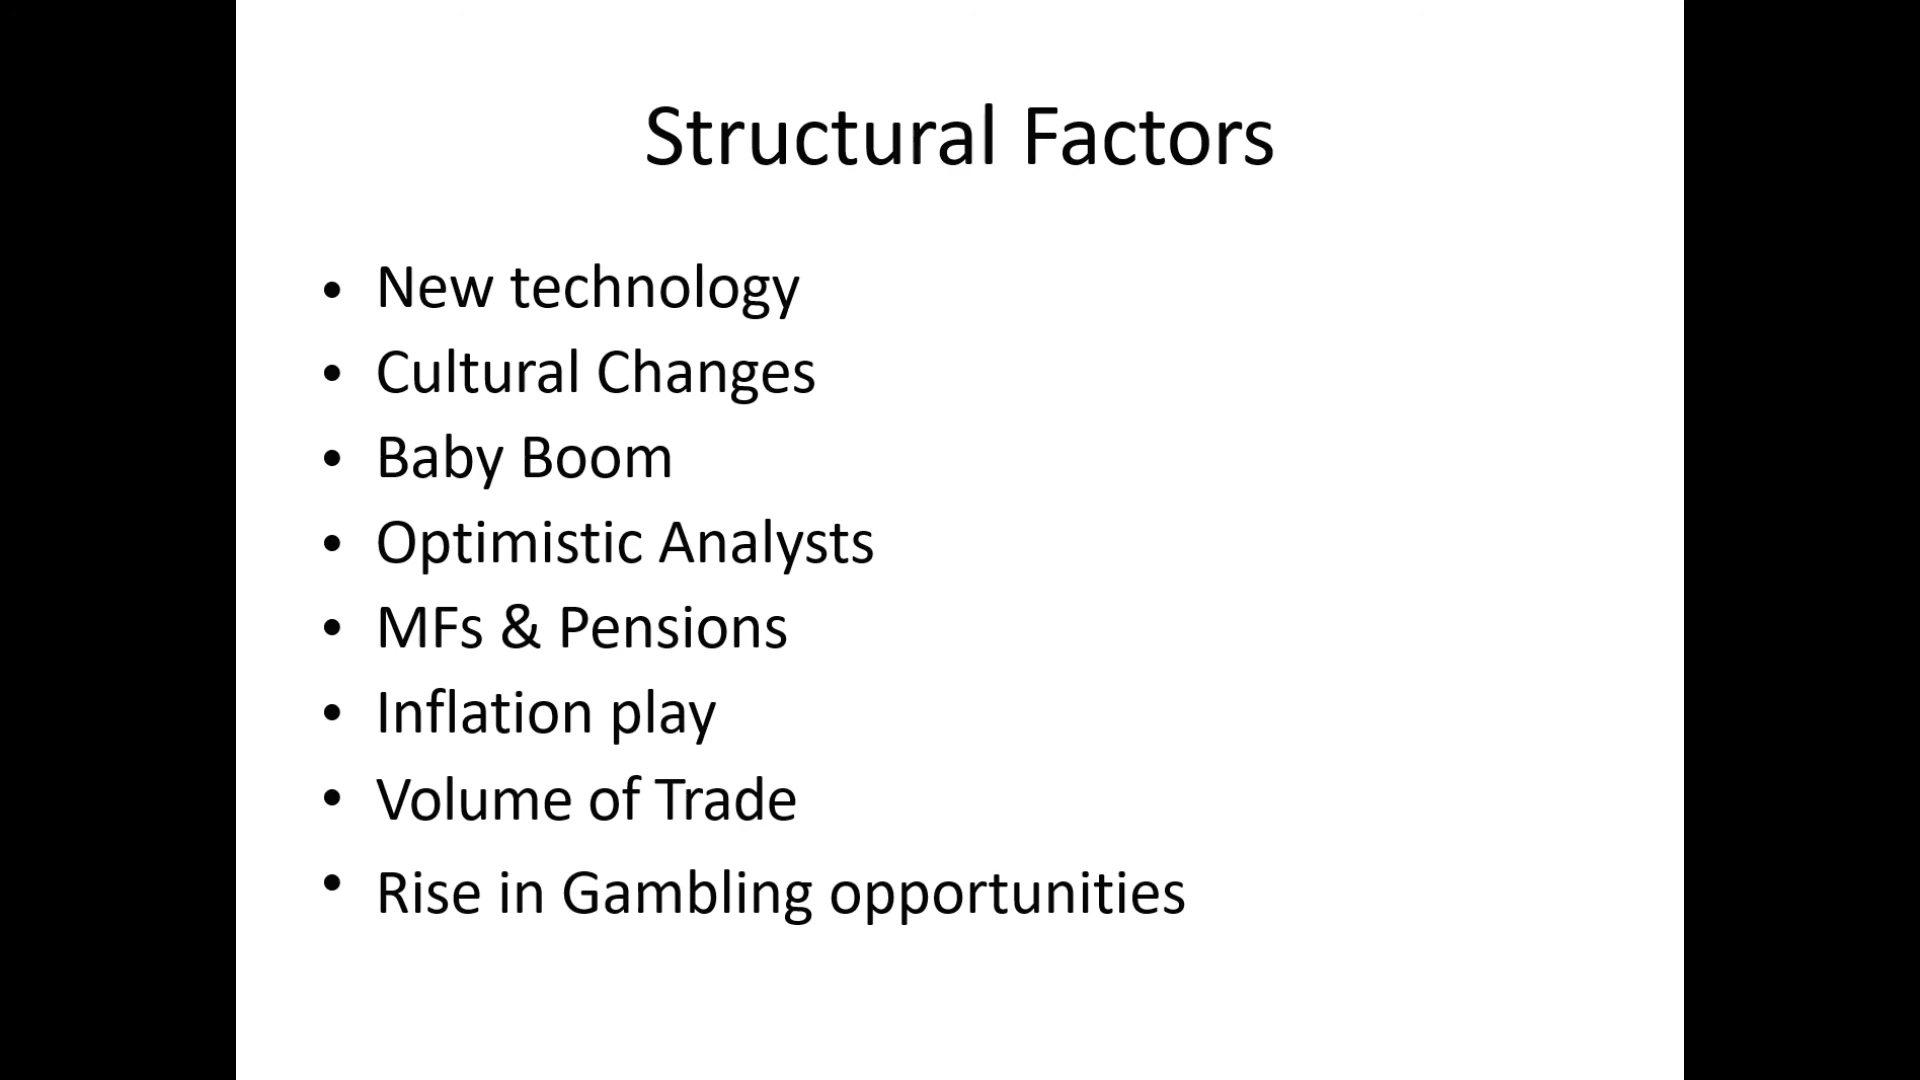 Structural Factors
• New technology
• Cultural Changes
• Baby Boom
• Optimistic Analysts
• MFs & Pensions
• Inflation play
• Volume of Trade
• Rise in Gambling opportunities